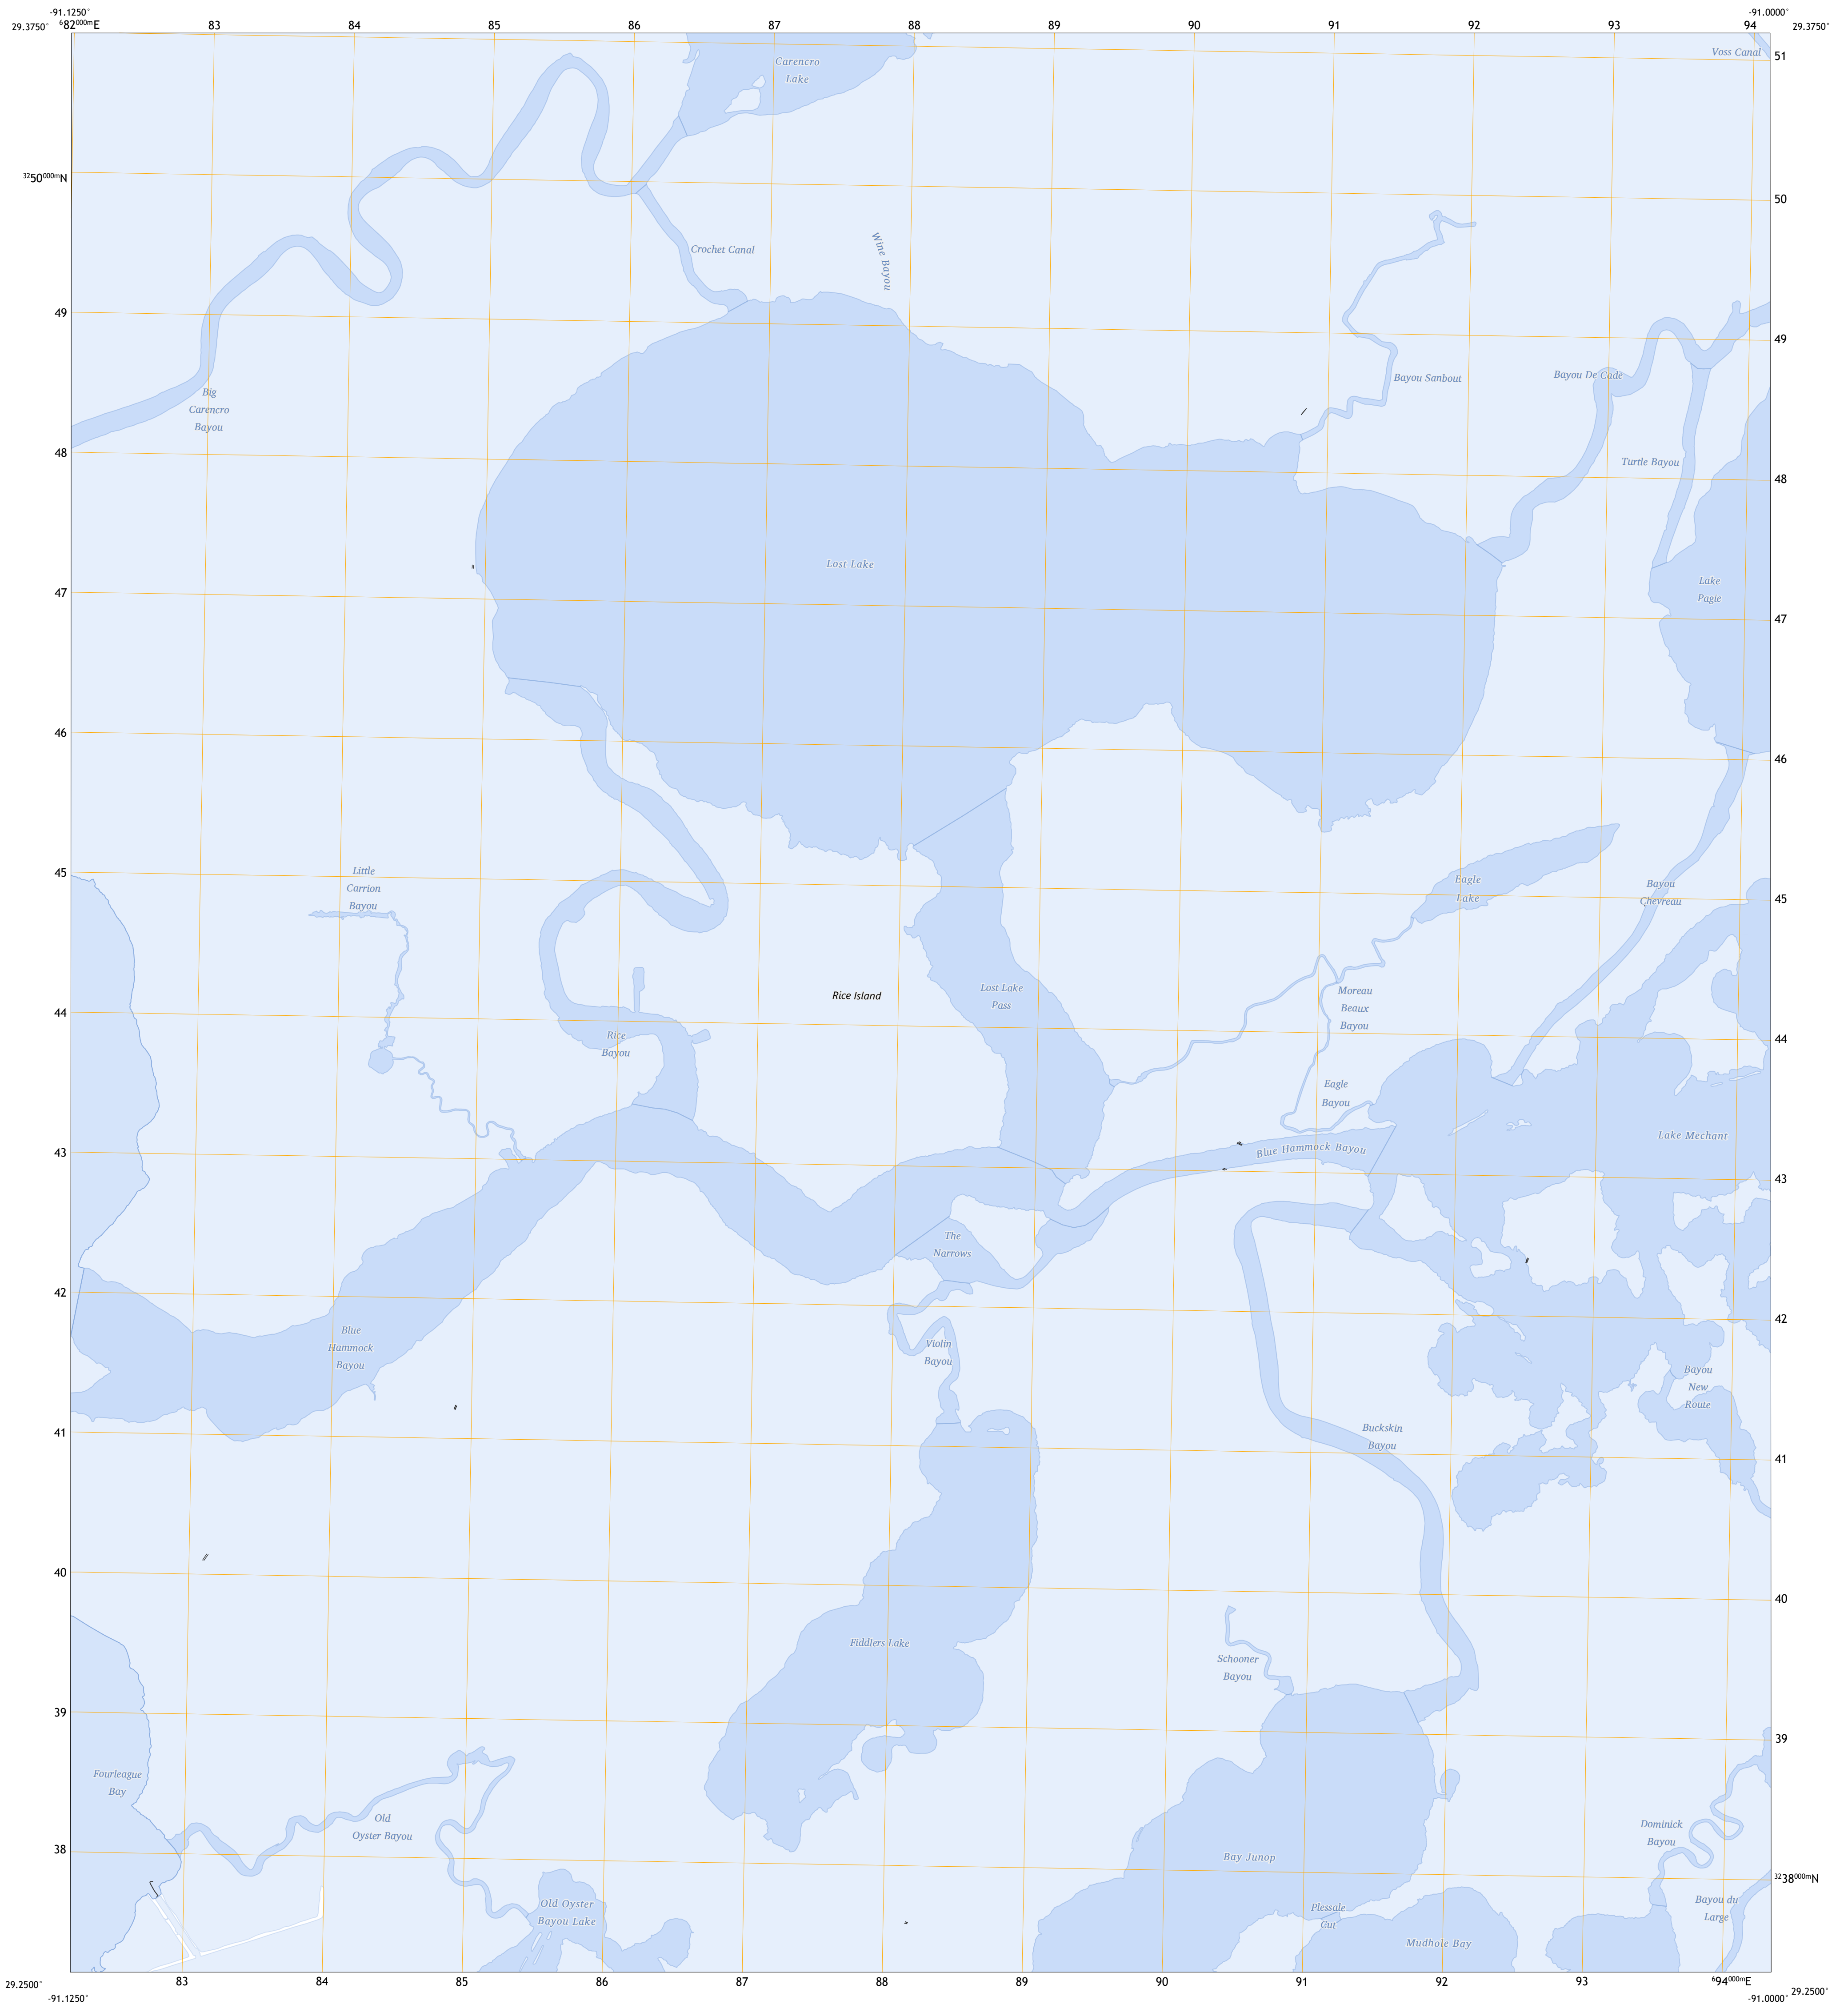 -91.1250° -91.0000°
29.3750° 682000mE 83 84 85 86 87 88 89 90 91 92 93 94 29.3750°
Voss Canal
51
Carencro
Lake
3250000mN
50
Crochet Canal
Wine Bayou
49
49
Bayou Sanbout
Bayou De Cade
Big
Carencro
Bayou
48
Turtle Bayou
48
Lost Lake
47
Lake
Pagie
47
46
46
45
Little
Carrion
Bayou
Eagle
Lake
Bayou
Chevreau
45
Rice Island
Lost Lake
Pass
Moreau
Beaux
Bayou
44
Rice
Bayou
44
Eagle
Bayou
Lake Mechant
43
Blue Hammock Bayou
43
The
Narrows
42
42
Blue
Hammock
Bayou
Violin
Bayou
Bayou
New
Route
41
Buckskin
Bayou
41
40
40
Fiddlers Lake
Schooner
Bayou
39
39
Fourleague
Bay
Old
Oyster Bayou
Dominick
Bayou
38
Bay Junop
3238000mN
Old Oyster
Bayou Lake
Plessale
Cut
Bayou du
Large
Mudhole Bay
29.2500° 83 84 85 86 87 88 89 90 91 92 93 694000mE 29.2500°
-91.1250° -91.0000°